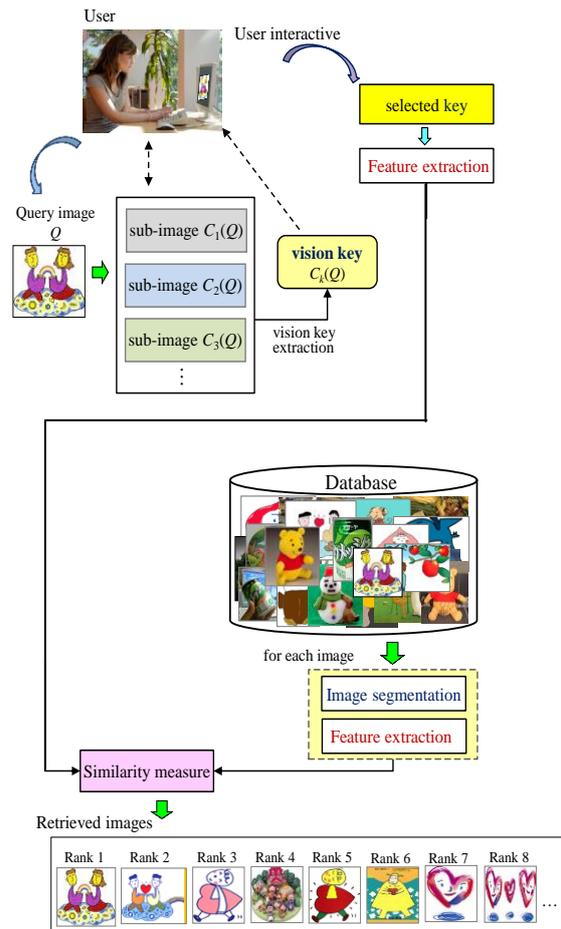 User
User interactive
selected key
Feature extraction
Query image
Q
sub-image C1(Q)
sub-image C2(Q)
sub-image C3(Q)
⋮
vision key
Ck(Q)
vision key
extraction
Database
for each image
Image segmentation
Feature extraction
Similarity measure
Retrieved images
Rank 1 Rank 2 Rank 3 Rank 4 Rank 5 Rank 6 Rank 7 Rank 8
...